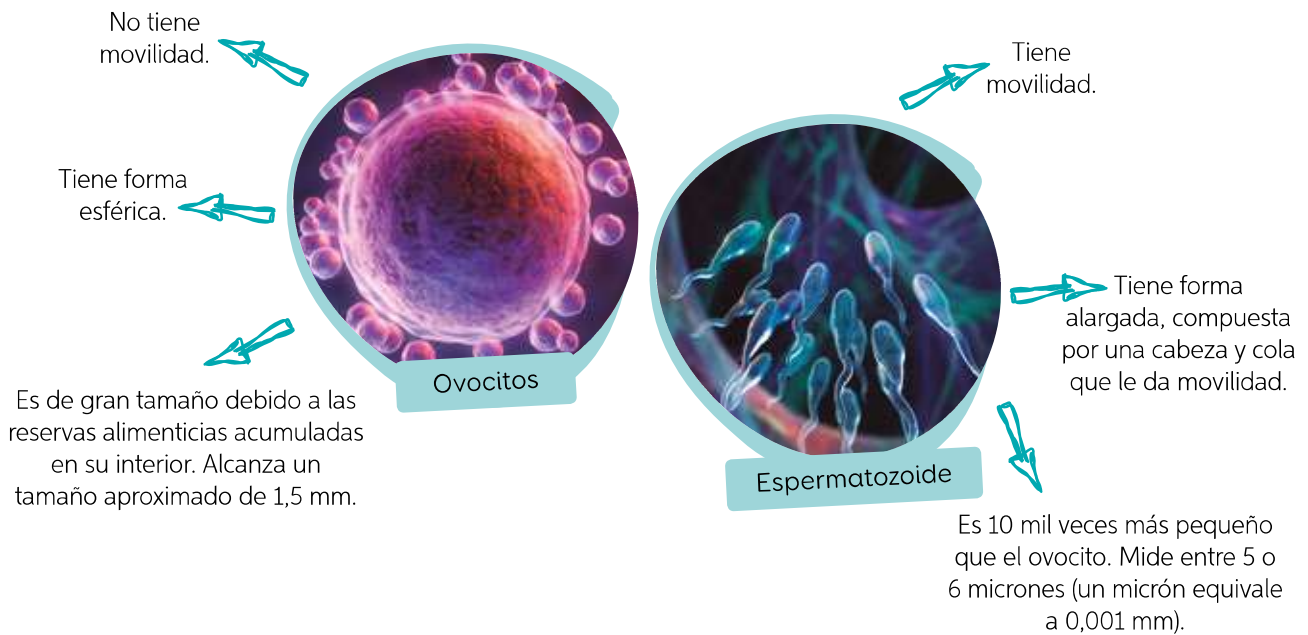 No tiene
movilidad.
Tiene forma
esférica.
Es de gran tamaño debido a las
reservas alimenticias acumuladas
en su interior. Alcanza un
tamaño aproximado de 1,5 mm.
Ovocitos
Tiene
movilidad.
Tiene forma
alargada, compuesta
por una cabeza y cola
que le da movilidad.
Es 10 mil veces más pequeño
que el ovocito. Mide entre 5 o
6 micrones (un micrón equivale
a 0,001 mm).
Espermatozoide